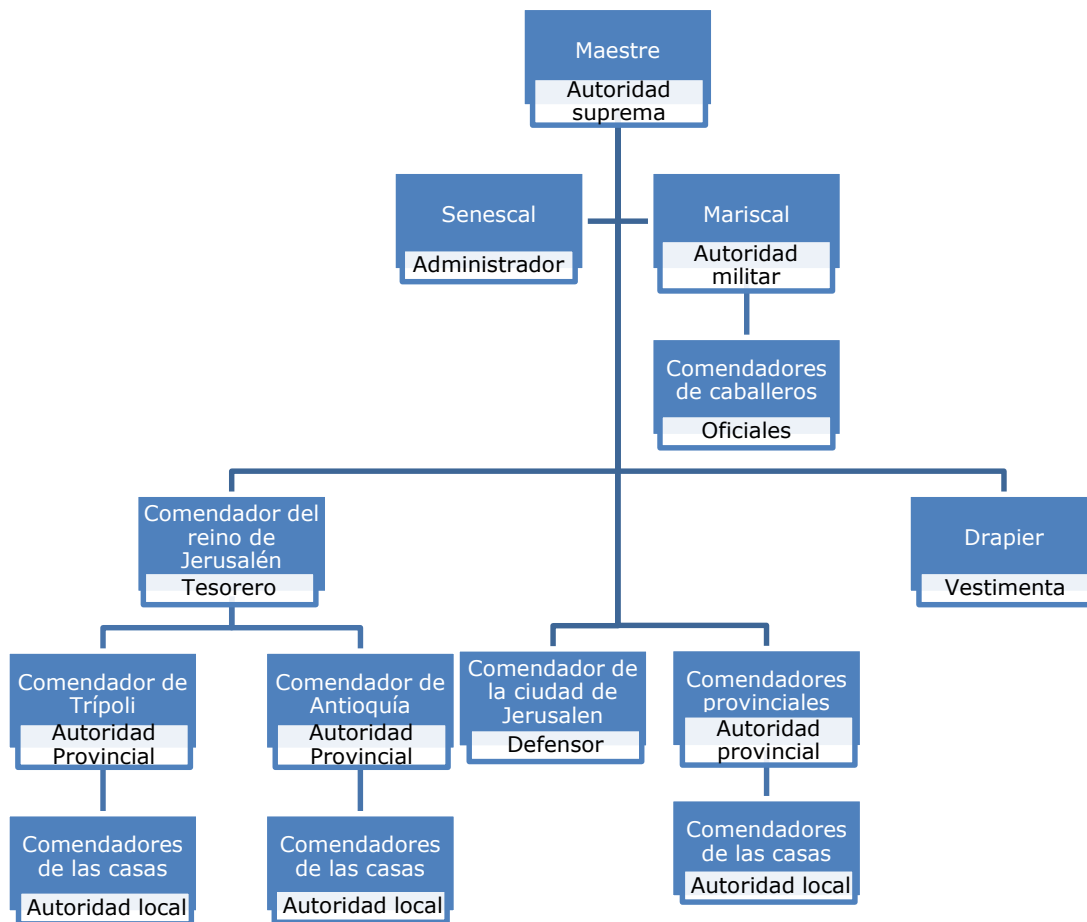 Maestre
Autoridad
suprema
Senescal
Administrador
Mariscal
Autoridad
militar
Comendadores
de caballeros
Oficiales
Comendador del
reino de
Jerusalén
Tesorero
Drapier
Vestimenta
Comendador de
Trípoli
Autoridad
Provincial
Comendador de
Antioquía
Autoridad
Provincial
Comendador de
la ciudad de
Jerusalen
Defensor
Comendadores
provinciales
Autoridad
provincial
Comendadores
de las casas
Autoridad local
Comendadores
de las casas
Autoridad local
Comendadores
de las casas
Autoridad local